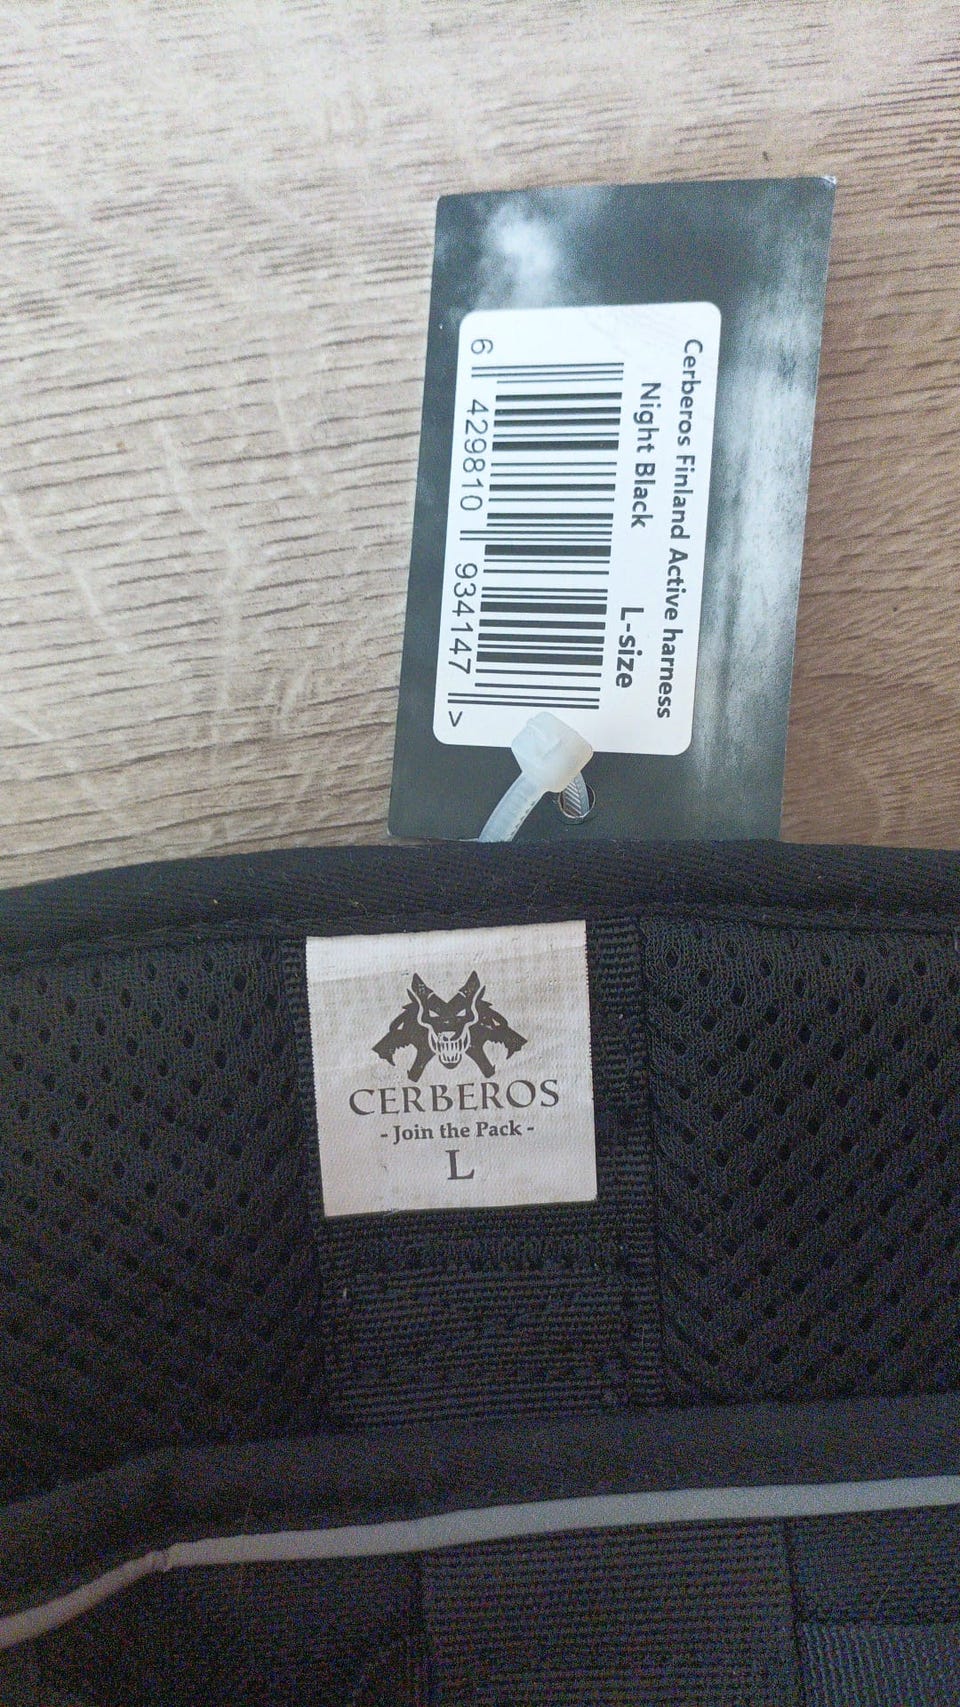 Cerberos Finland Active harness
Night Black L-size
6 429810 934147 >
CERBEROS
- Join the Pack -
L